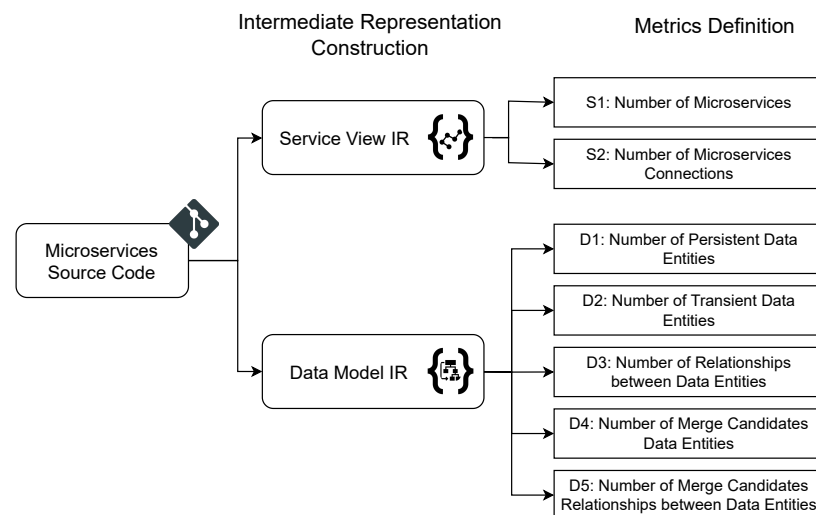 Intermediate Representation
Construction
Metrics Definition
Service View IR
S1: Number of Microservices
S2: Number of Microservices
Connections
Microservices
Source Code
Data Model IR
D1: Number of Persistent Data
Entities
D2: Number of Transient Data
Entities
D3: Number of Relationships
between Data Entities
D4: Number of Merge Candidates
Data Entities
D5: Number of Merge Candidates
Relationships between Data Entities